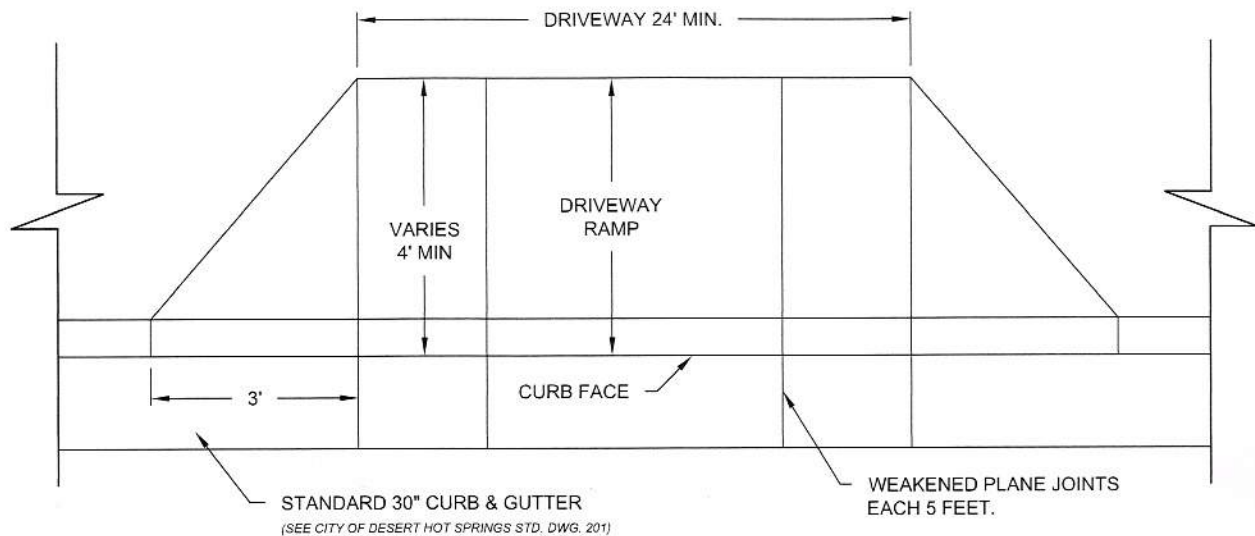 DRIVEWAY 24' MIN.
VARIES
4' MIN
DRIVEWAY
RAMP
3'
CURB FACE
STANDARD 30" CURB & GUTTER
(SEE CITY OF DESERT HOT SPRINGS STD. DWG. 201)
WEAKENED PLANE JOINTS
EACH 5 FEET.